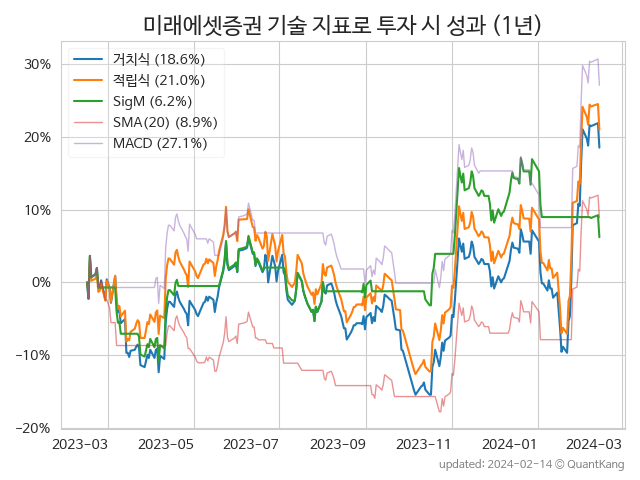 미래에셋증권 기술 지표로 투자 시 성과 (1년)
거치식 (18.6%)
적립식 (21.0%)
SigM (6.2%)
SMA(20) (8.9%)
MACD (27.1%)
30%
20%
10%
0%
−10%
−20%
2023-03 2023-05 2023-07 2023-09 2023-11 2024-01 2024-03
updated: 2024-02-14 @ QuantKang